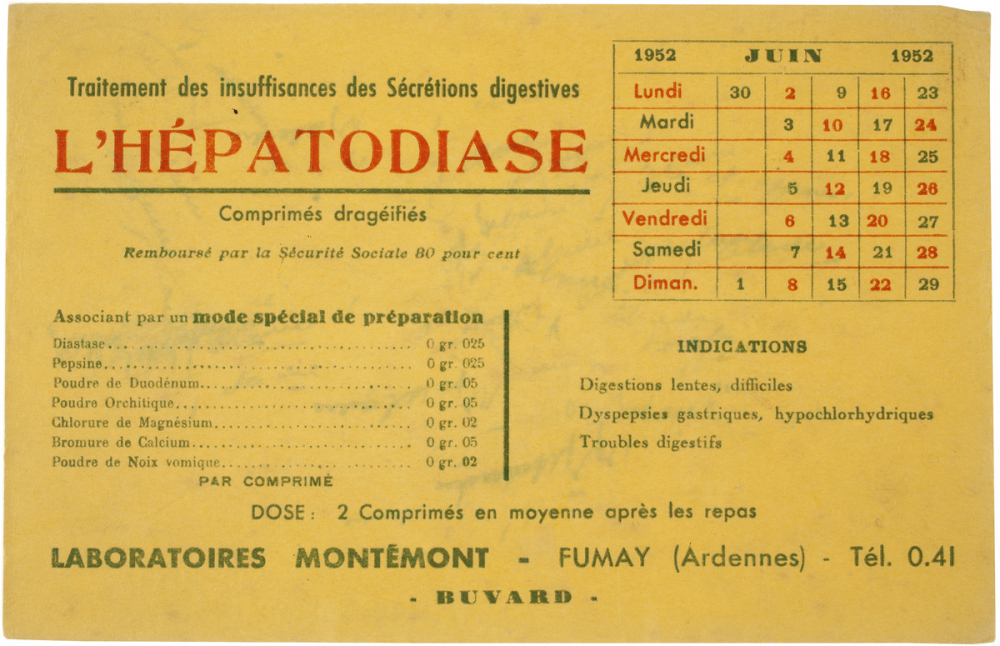 Traitement des insuffisances des Sécrétions digestives
L'HÉPATODIASE
Comprimés dragéifiés
Remboursé par la Sécurité Sociale 80 pour cent
1952 JUIN 1952
Lundi 30 2 9 16 23
Mardi 3 10 17 24
Mercredi 4 11 18 25
Jeudi 5 12 19 26
Vendredi 6 13 20 27
Samedi 7 14 21 28
Diman. 1 8 15 22 29
Associant par un mode spécial de préparation
Diastase 0 gr. 025
Pepsine 0 gr. 025
Poudre de Duodénum 0 gr. 05
Poudre Orchitique 0 gr. 05
Chlorure de Magnésium 0 gr. 02
Bromure de Calcium 0 gr. 05
Poudre de Noix vomique 0 gr. 02
PAR COMPRIMÉ
INDICATIONS
Digestions lentes, difficiles
Dyspepsies gastriques, hypochlorhydriques
Troubles digestifs
DOSE : 2 Comprimés en moyenne après les repas
LABORATOIRES MONTÉMONT - FUMAY (Ardennes) - Tél. 0.41
- BUVARD -